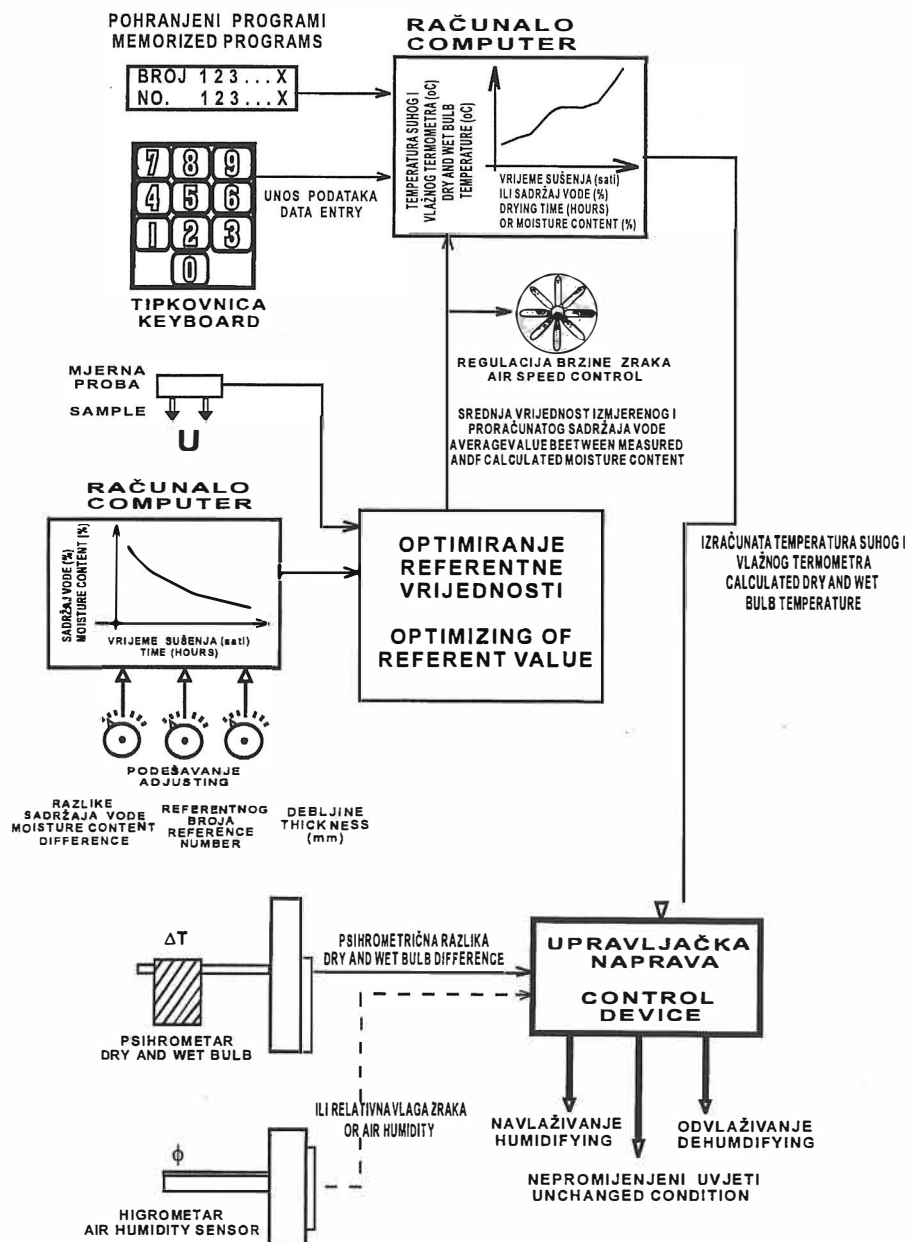 POHRANJENI PROGRAMI
MEMORIZED PROGRAMS
BROJ 1 2 3 . . . X
NO. 1 2 3 . . . X
RAČUNALO
COMPUTER
TEMPERATURA SUHOG I
VLAŽNOG TERMOMETRA (oC)
DRY AND WET BULB
TEMPERATURE (oC)
VRIJEME SUŠENJA (sati)
ILI SADRŽAJ VODE (%)
DRYING TIME (HOURS)
OR MOISTURE CONTENT (%)
7 8 9
4 5 6
1 2 3
0
UNOS PODATAKA
DATA ENTRY
TIPKOVNICA
KEYBOARD
REGULACIJA BRZINE ZRAKA
AIR SPEED CONTROL
MJERNA
PROBA
SAMPLE
U
SREDNJA VRIJEDNOST IZMJERENOG I
PRORAČUNATOG SADRŽAJA VODE
AVERAGEVALUE BEETWEEN MEASURED
ANDF CALCULATED MOISTURE CONTENT
RAČUNALO
COMPUTER
SADRŽAJ VODE (%)
MOISTURE CONTENT (%)
VRIJEME SUŠENJA (sati)
TIME (HOURS)
OPTIMIRANJE
REFERENTNE
VRIJEDNOSTI
OPTIMIZING OF
REFERENT VALUE
IZRAČUNATA TEMPERATURA SUHOG I
VLAŽNOG TERMOMETRA
CALCULATED DRY AND WET
BULB TEMPERATURE
PODEŠAVANJE
ADJUSTING
RAZLIKE
SADRŽAJA VODE
MOISTURE CONTENT
DIFFERENCE
REFERENTNOG
BROJA
REFERENCE
NUMBER
DEBLJINE
THICKNESS
(mm)
ΔT
PSIHROMETAR
DRY AND WET BULB
PSIHROMETRIČNA RAZLIKA
DRY AND WET BULB DIFFERENCE
UPRAVLJAČKA
NAPRAVA
CONTROL
DEVICE
ILI RELATIVNA VLAGA ZRAKA
OR AIR HUMIDITY
NAVLAŽIVANJE
HUMIDIFYING
ODVLAŽIVANJE
DEHUMDIFYING
NEPROMIJENJENI UVJETI
UNCHANGED CONDITION
ϕ
HIGROMETAR
AIR HUMIDITY SENSOR